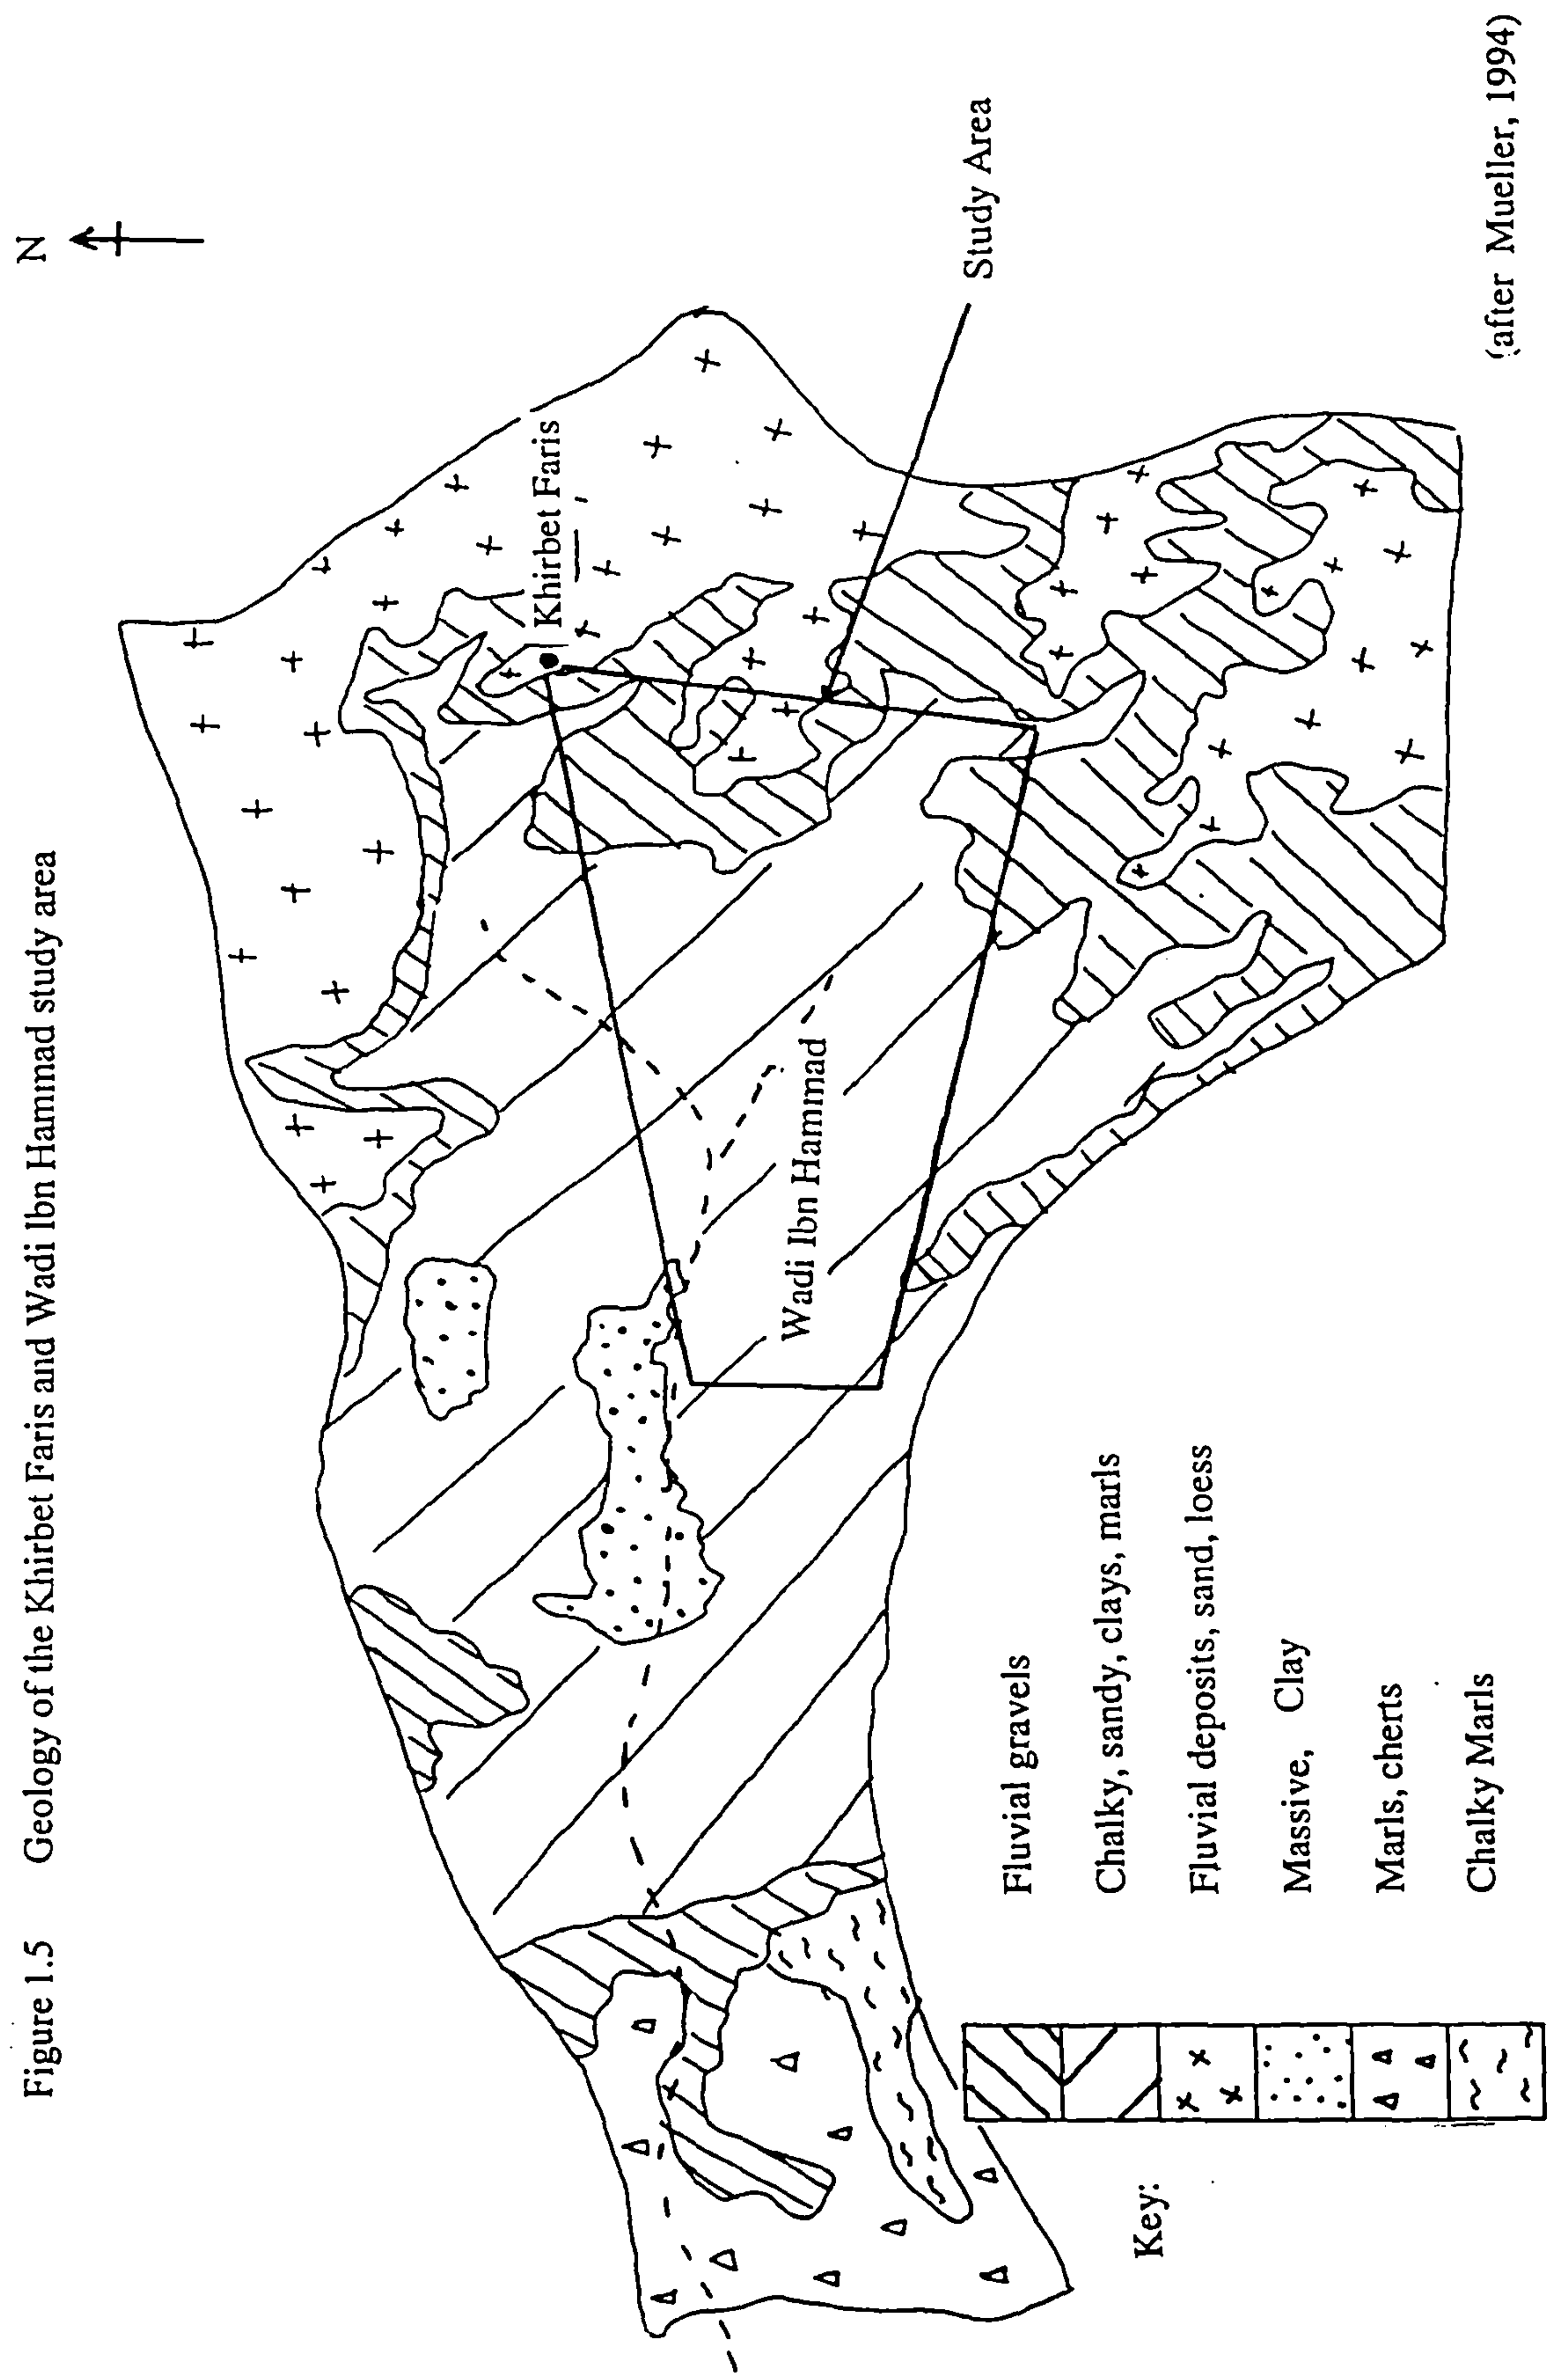 Figure 1.5 Geology of the Khirbet Faris and Wadi Ibn Hammad study area
N
Khirbet Faris
Study Area
Wadi Ibn Hammad
Key:
Fluvial gravels
Chalky, sandy, clays, marls
Fluvial deposits, sand, loess
Massive, Clay
Marls, cherts
Chalky Marls
(after Mueller, 1994)